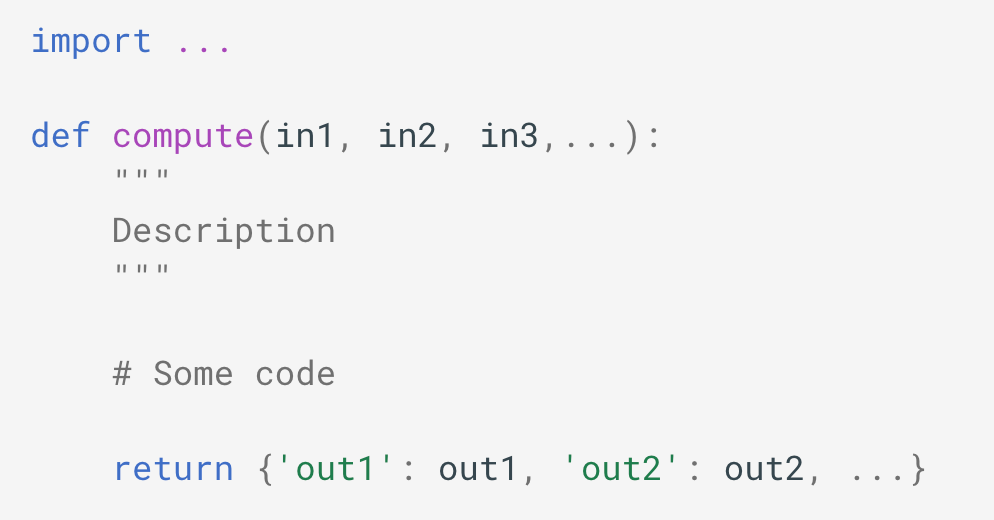 import ...
def compute(in1, in2, in3,...):
    """
    Description
    """
    # Some code
    return {'out1': out1, 'out2': out2, ...}